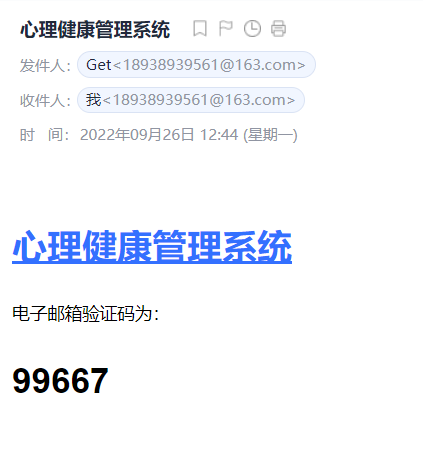 心理健康管理系统
发件人：Get<18938939561@163.com>
收件人：我<18938939561@163.com>
时　间：2022年09月26日 12:44 (星期一)
心理健康管理系统
电子邮箱验证码为：
99667